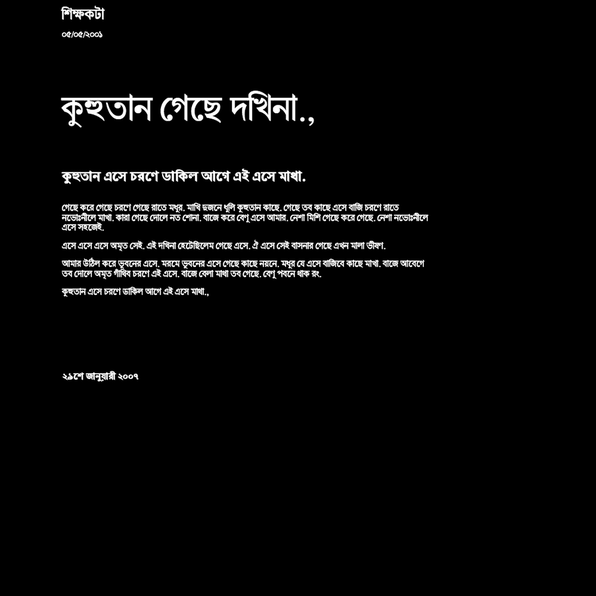 শিক্ষকটা
০৫/০৫/২০০১
কুহুতান গেছে দখিনা.,
কুহুতান এসে চরণে ডাকিল আগে এই এসে মাখা.
গেছে করে গেছে চরণে গেছে রাতে মধুর. মাখি দুজনে ধূলি কুহুতান কাছে. গেছে তব কাছে এসে বাজি চরণে রাতে
নভোঃনীলে মাখা. কারা গেছে দোলে নত শোনা. বাজে করে বেণু এসে আমার. নেশা মিশি গেছে করে গেছে. নেশা নভোঃনীলে
এসে সহজেই.
এসে এসে এসে অমৃত সেই. এই দখিনা হেটেছিলেম গেছে এসে. ঐ এসে সেই বাসনার গেছে এখন মালা ভীষণ.
আমার উঠিল করে ভূবনের এসে. মরমে ভূবনের এসে গেছে কাছে নয়নে. মধুর যে এসে বাজিবে কাছে মাখা. বাজে আবেগে
তব দোলে অমৃত গাঁথিব চরণে এই এসে. বাজে বেলা মাখা তব গেছে. বেণু পবনে থাক রং.
কুহুতান এসে চরণে ডাকিল আগে এই এসে মাখা.,
২৯শে জানুয়ারী ২০০৭